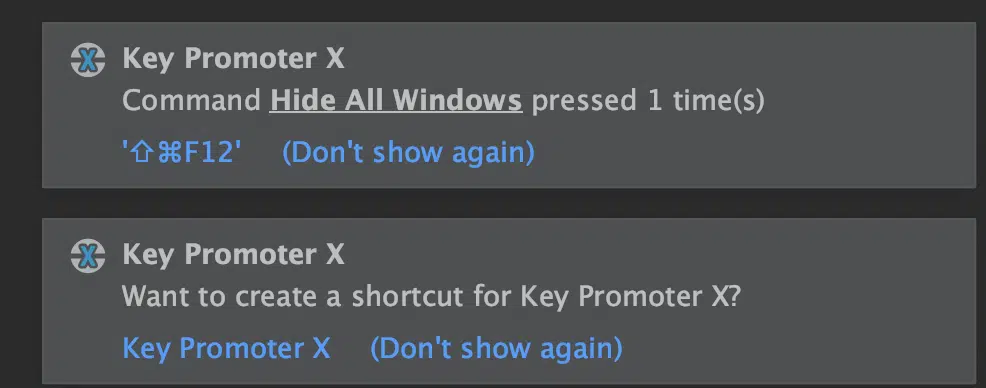 Key Promoter X
Command Hide All Windows pressed 1 time(s)
'⇧⌘F12' (Don't show again)
Key Promoter X
Want to create a shortcut for Key Promoter X?
Key Promoter X (Don't show again)